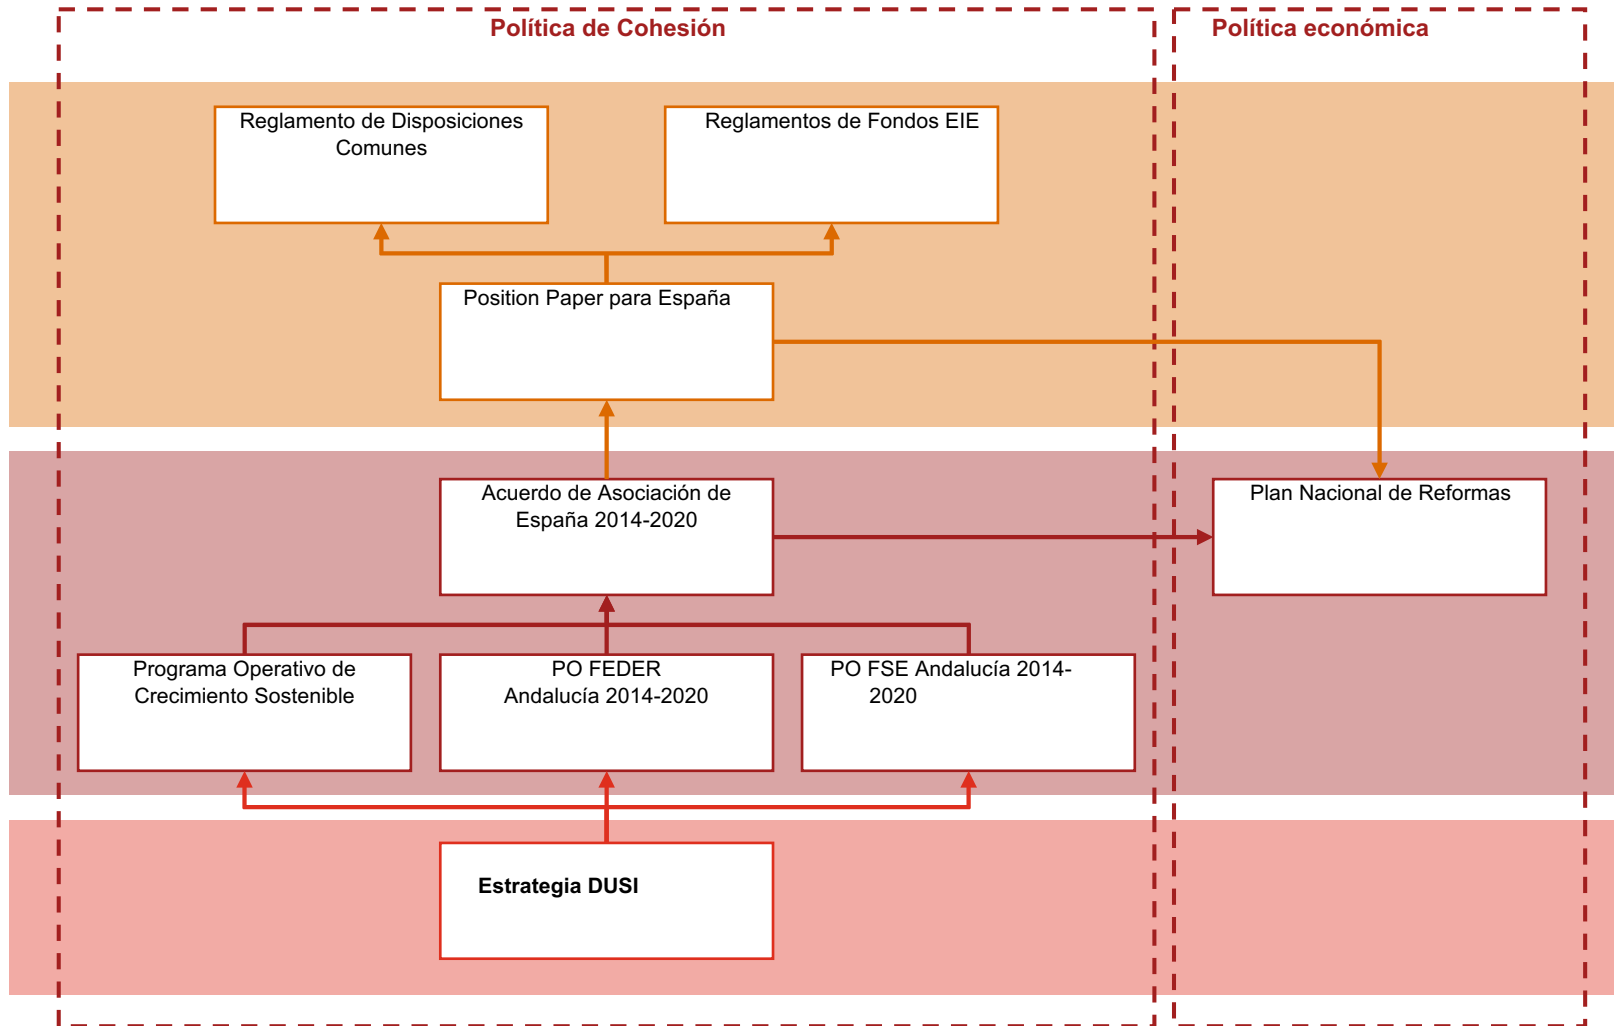 Política de Cohesión
Política económica
Reglamento de Disposiciones
Comunes
Reglamentos de Fondos EIE
Position Paper para España
Acuerdo de Asociación de
España 2014-2020
Plan Nacional de Reformas
Programa Operativo de
Crecimiento Sostenible
PO FEDER
Andalucía 2014-2020
PO FSE Andalucía 2014-
2020
Estrategia DUSI